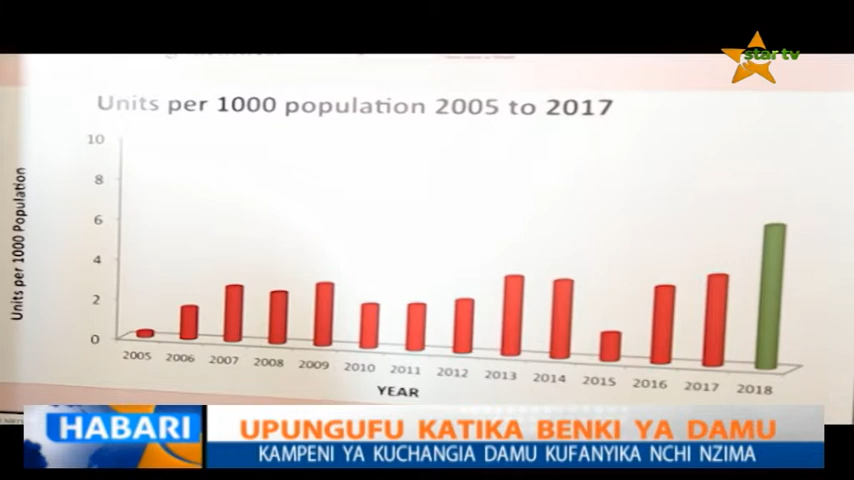 star tv
Units per 1000 population 2005 to 2017
Units per 1000 Population
10
8
6
4
2
0
2005 2006 2007 2008 2009 2010 2011 2012 2013 2014 2015 2016 2017 2018
YEAR
HABARI
UPUNGUFU KATIKA BENKI YA DAMU
KAMPENI YA KUCHANGIA DAMU KUFANYIKA NCHI NZIMA